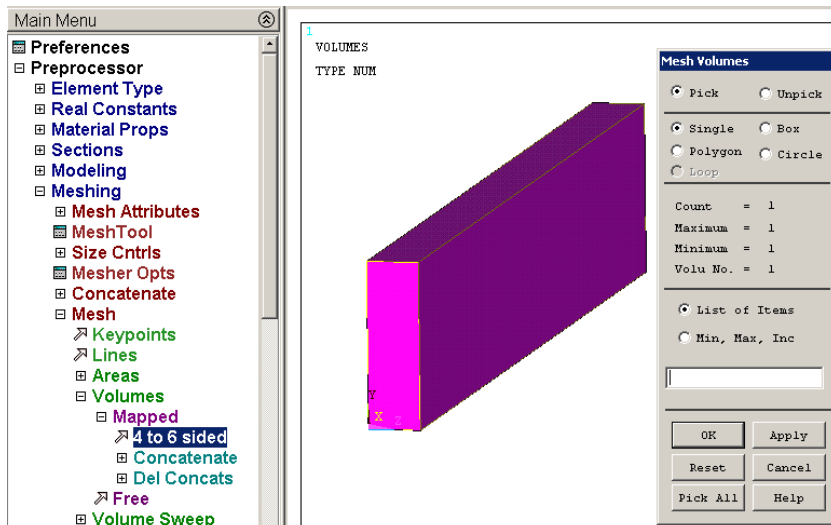 Main Menu
Preferences
Preprocessor
Element Type
Real Constants
Material Props
Sections
Modeling
Meshing
Mesh Attributes
MeshTool
Size Cntrls
Mesher Opts
Concatenate
Mesh
Keypoints
Lines
Areas
Volumes
Mapped
4 to 6 sided
Concatenate
Del Concats
Free
Volume Sweep
1
VOLUMES
TYPE NUM
Y
X Z
Mesh Volumes
Pick Unpick
Single Box
Polygon Circle
Loop
Count = 1
Maximum = 1
Minimum = 1
Volu No. = 1
List of Items
Min, Max, Inc
OK Apply
Reset Cancel
Pick All Help